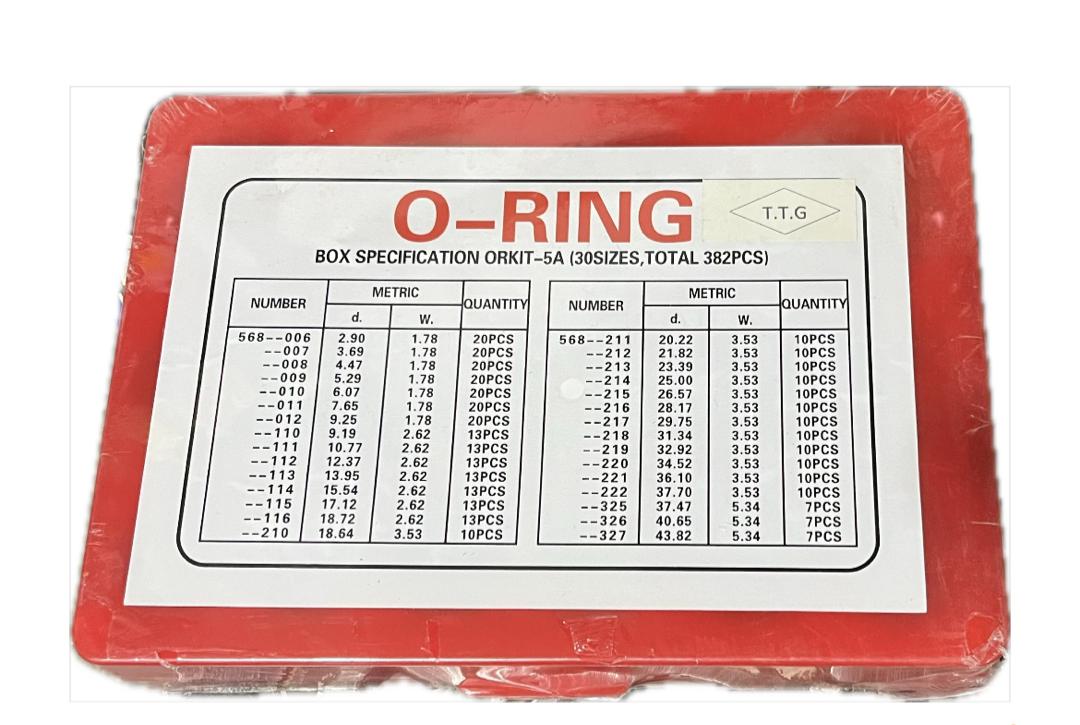 O–RING
T.T.G
BOX SPECIFICATION ORKIT–5A (30SIZES,TOTAL 382PCS)
NUMBER METRIC QUANTITY
d. W.
568--006 2.90 1.78 20PCS
--007 3.69 1.78 20PCS
--008 4.47 1.78 20PCS
--009 5.29 1.78 20PCS
--010 6.07 1.78 20PCS
--011 7.65 1.78 20PCS
--012 9.25 1.78 20PCS
--110 9.19 2.62 13PCS
--111 10.77 2.62 13PCS
--112 12.37 2.62 13PCS
--113 13.95 2.62 13PCS
--114 15.54 2.62 13PCS
--115 17.12 2.62 13PCS
--116 18.72 2.62 13PCS
--210 18.64 3.53 10PCS
NUMBER METRIC QUANTITY
d. W.
568--211 20.22 3.53 10PCS
--212 21.82 3.53 10PCS
--213 23.39 3.53 10PCS
--214 25.00 3.53 10PCS
--215 26.57 3.53 10PCS
--216 28.17 3.53 10PCS
--217 29.75 3.53 10PCS
--218 31.34 3.53 10PCS
--219 32.92 3.53 10PCS
--220 34.52 3.53 10PCS
--221 36.10 3.53 10PCS
--222 37.70 3.53 10PCS
--325 37.47 5.34 7PCS
--326 40.65 5.34 7PCS
--327 43.82 5.34 7PCS